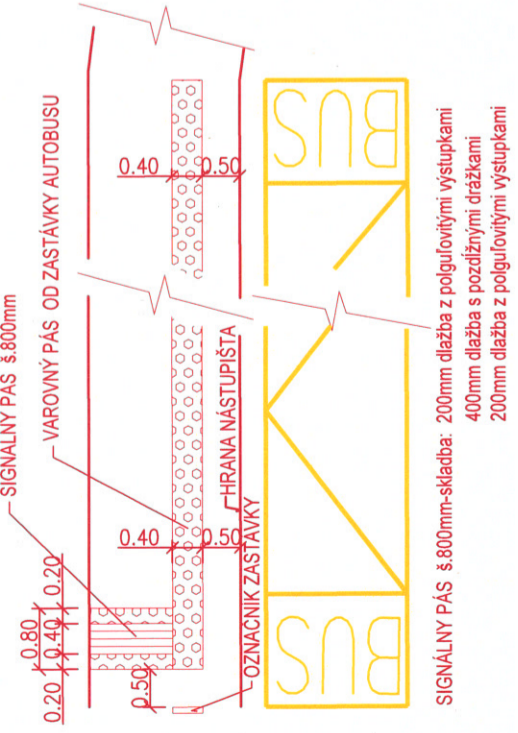 SIGNÁLNY PÁS š.800mm
VAROVNÝ PÁS OD ZASTÁVKY AUTOBUSU
0.20
0.80
0.40
0.20
0.50
0.40
0.50
0.40
0.50
HRANA NÁSTUPIŠTA
OZNAČNÍK ZASTÁVKY
BUS
BUS
SIGNÁLNY PÁS š.800mm-skladba: 200mm dlažba z polguľovitými výstupkami
400mm dlažba s pozdĺžnymi drážkami
200mm dlažba z polguľovitými výstupkami